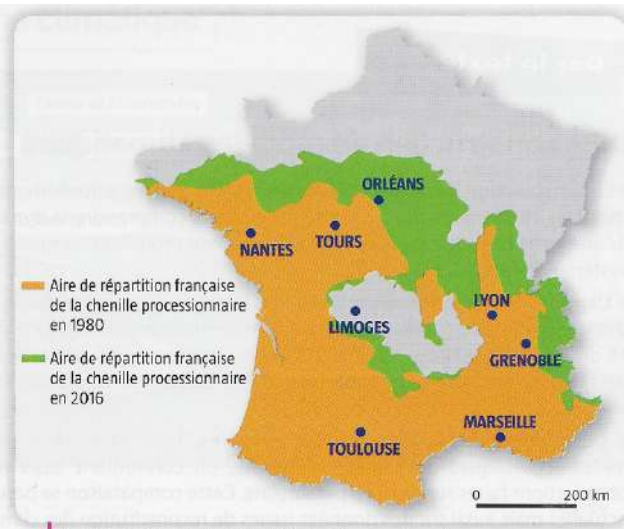 ORLÉANS
NANTES
TOURS
LYON
LIMOGES
GRENOBLE
MARSEILLE
TOULOUSE
Aire de répartition française
de la chenille processionnaire
en 1980
Aire de répartition française
de la chenille processionnaire
en 2016
0 200 km